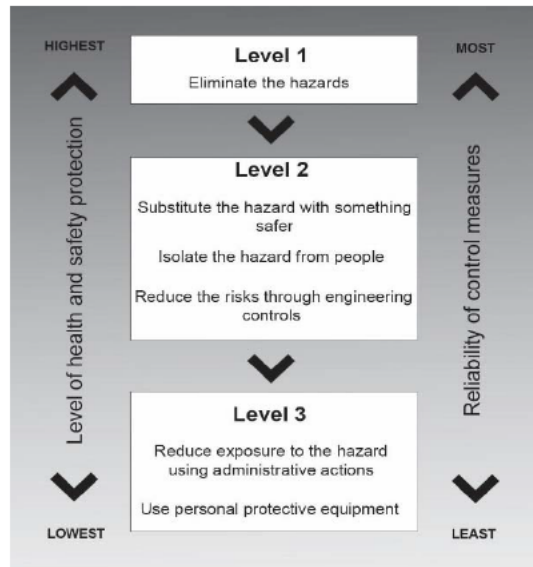 HIGHEST
Level of health and safety protection
LOWEST
Level 1
Eliminate the hazards
Level 2
Substitute the hazard with something
safer
Isolate the hazard from people
Reduce the risks through engineering
controls
Level 3
Reduce exposure to the hazard
using administrative actions
Use personal protective equipment
MOST
Reliability of control measures
LEAST